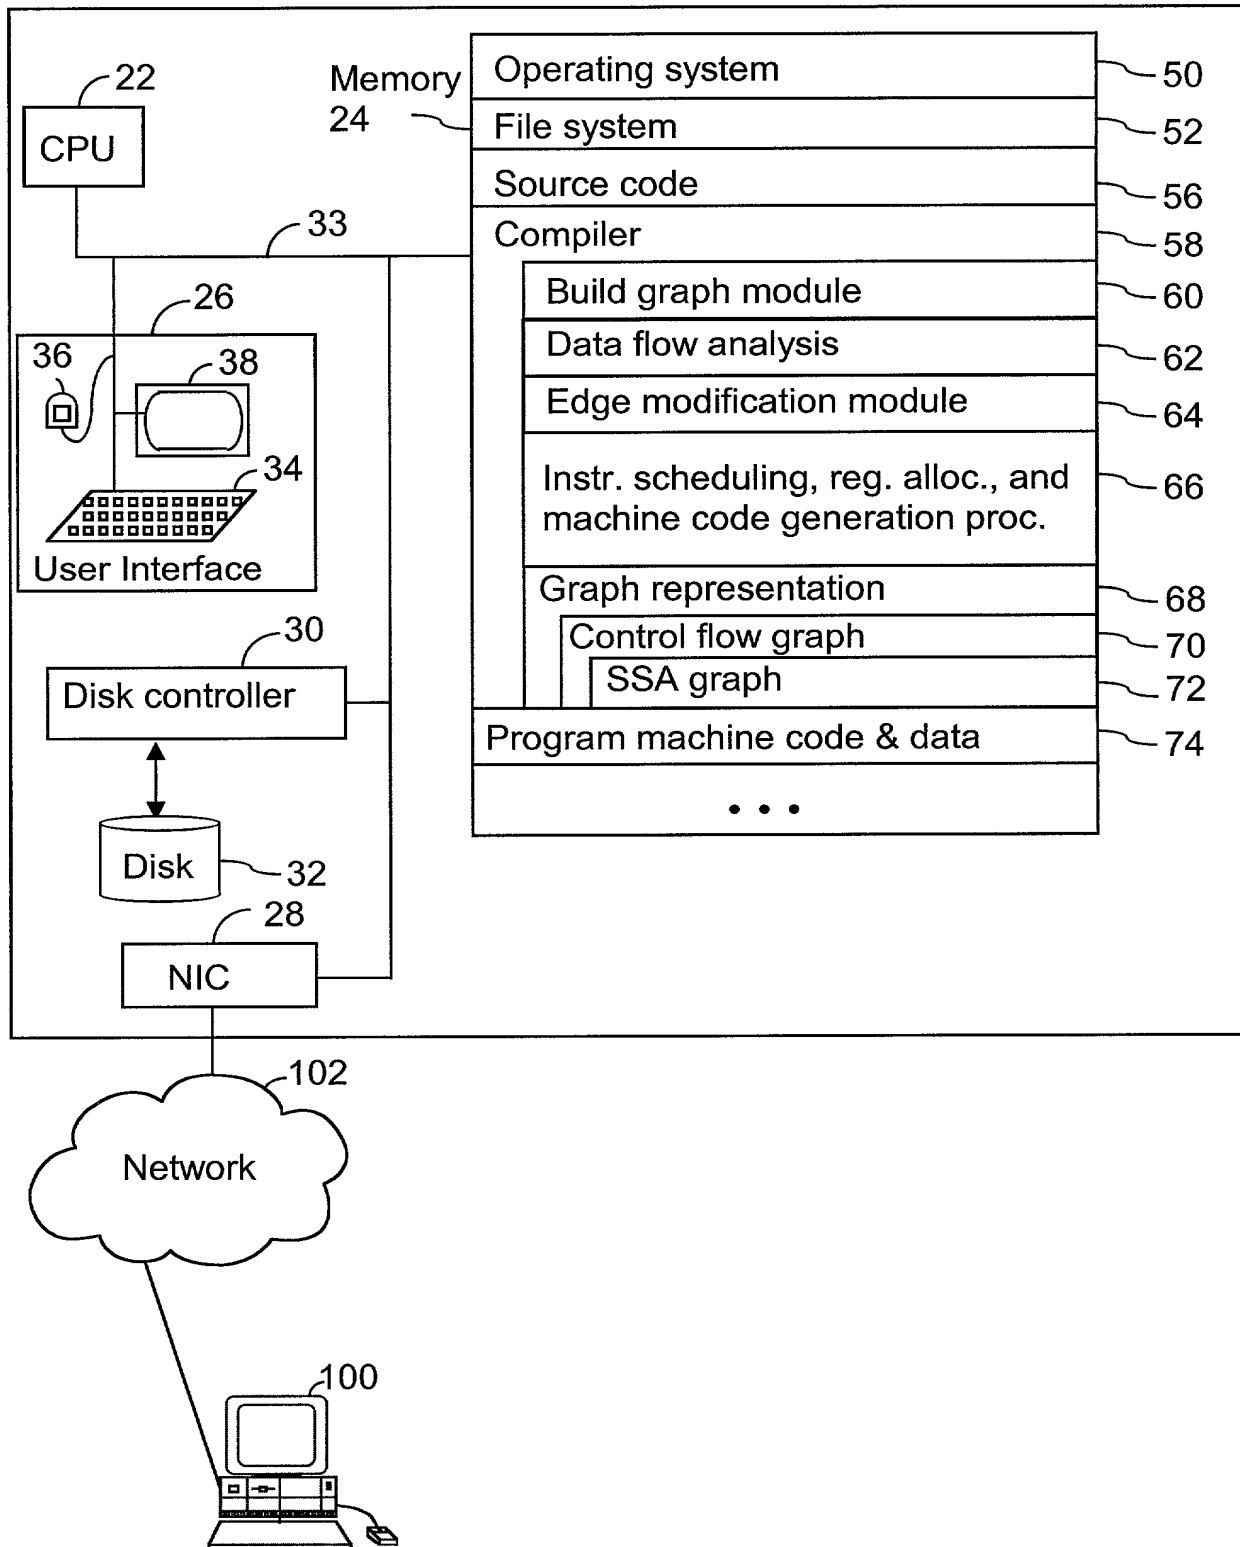 22
CPU
Memory
24
Operating system
50
File system
52
Source code
56
33
Compiler
58
Build graph module
60
26
Data flow analysis
62
36
38
Edge modification module
64
34
Instr. scheduling, reg. alloc., and
machine code generation proc.
66
User Interface
Graph representation
68
30
Control flow graph
70
Disk controller
SSA graph
72
Program machine code & data
74
• • •
Disk
32
28
NIC
102
Network
100